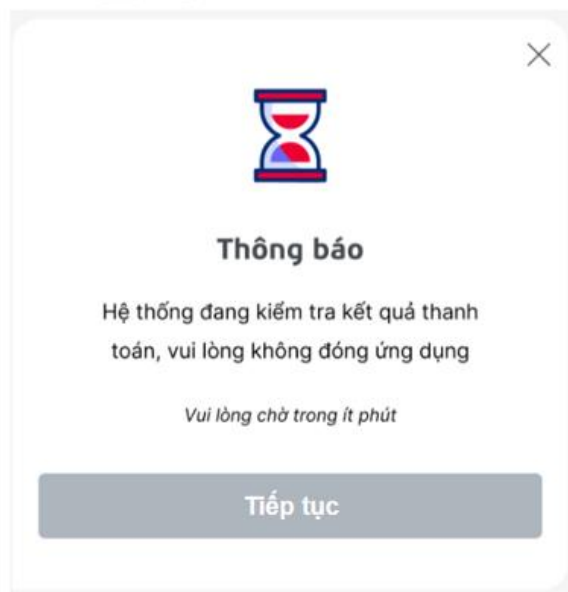 Thông báo
Hệ thống đang kiểm tra kết quả thanh
toán, vui lòng không đóng ứng dụng
Vui lòng chờ trong ít phút
Tiếp tục